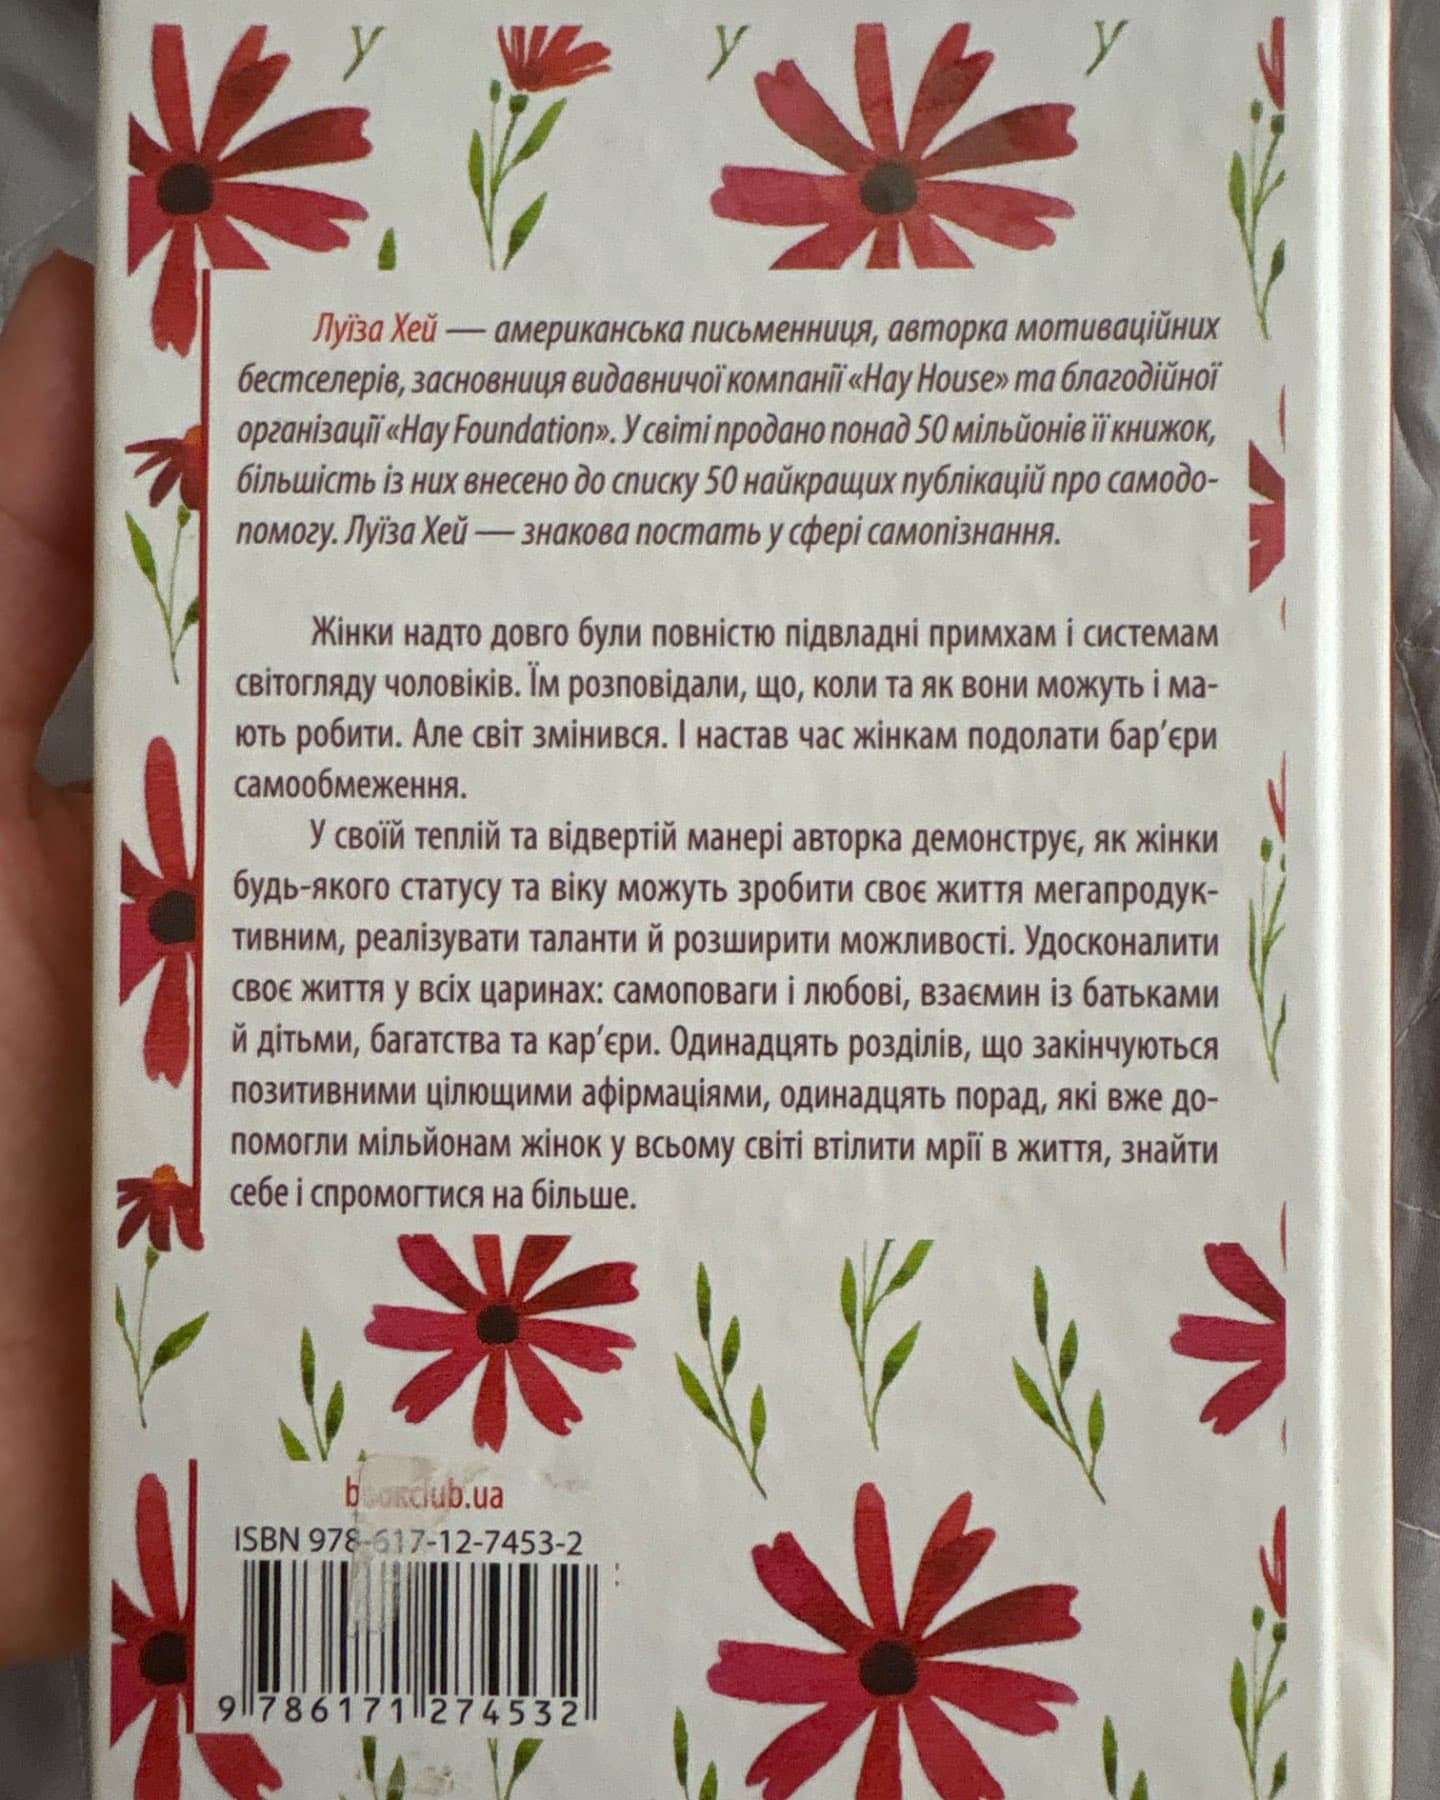 Луїза Хей — американська письменниця, авторка мотиваційних
бестселерів, засновниця видавничої компанії «Hay House» та благодійної
організації «Hay Foundation». У світі продано понад 50 мільйонів її книжок,
більшість із них внесено до списку 50 найкращих публікацій про самодо-
помогу. Луїза Хей — знакова постать у сфері самопізнання.
Жінки надто довго були повністю підвладні примхам і системам
світогляду чоловіків. Їм розповідали, що, коли та як вони можуть і ма-
ють робити. Але світ змінився. І настав час жінкам подолати бар’єри
самообмеження.
У своїй теплій та відвертій манері авторка демонструє, як жінки
будь-якого статусу та віку можуть зробити своє життя мегапродук-
тивним, реалізувати таланти й розширити можливості. Удосконалити
своє життя у всіх царинах: самоповаги і любові, взаємин із батьками
й дітьми, багатства та кар’єри. Одинадцять розділів, що закінчуються
позитивними цілющими афірмаціями, одинадцять порад, які вже до-
помогли мільйонам жінок у всьому світі втілити мрії в життя, знайти
себе і спромогтися на більше.
bookclub.ua
ISBN 978-617-12-7453-2
9 786171 274532